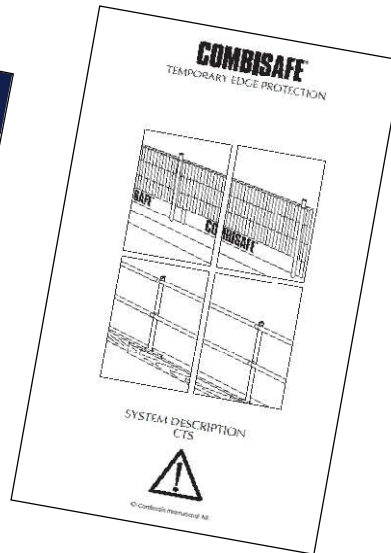 COMBISAFE®
TEMPORARY EDGE PROTECTION
SAFE
COMBISAFE
SYSTEM DESCRIPTION
CTS
© Combisafe International AB